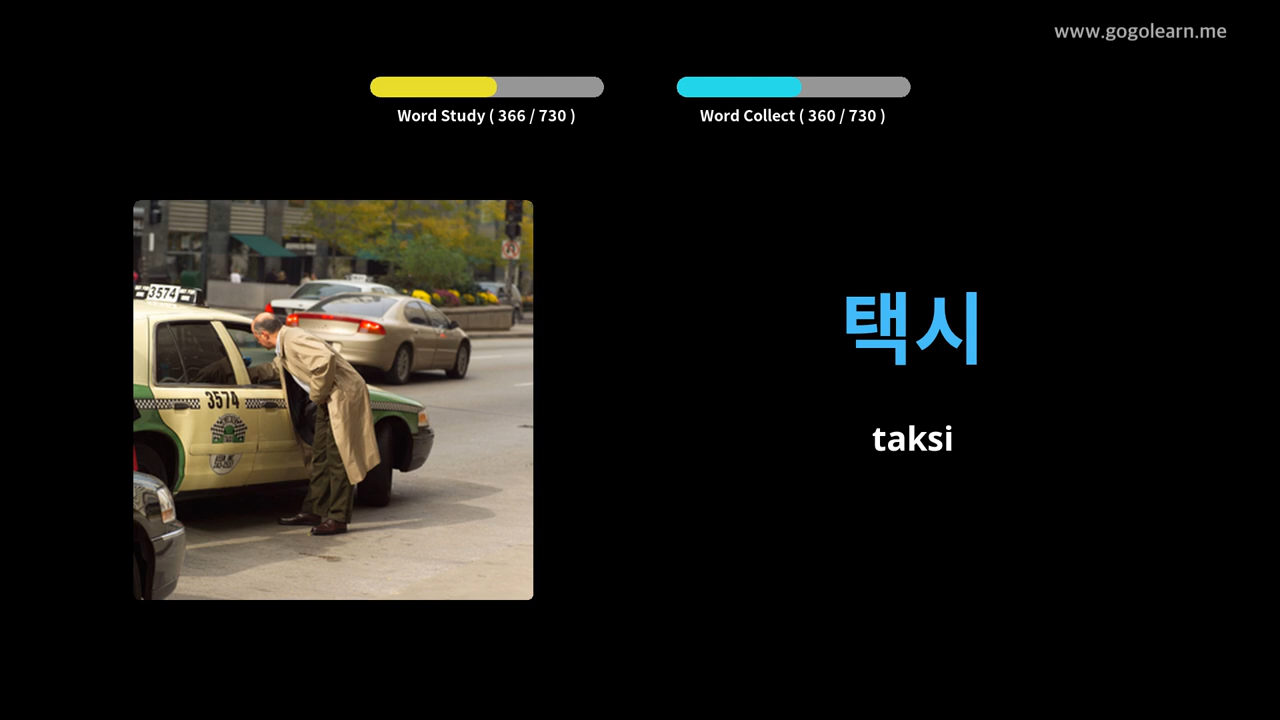 www.gogolearn.me
Word Study ( 366 / 730 )
Word Collect ( 360 / 730 )
3574
3574
택시
taksi